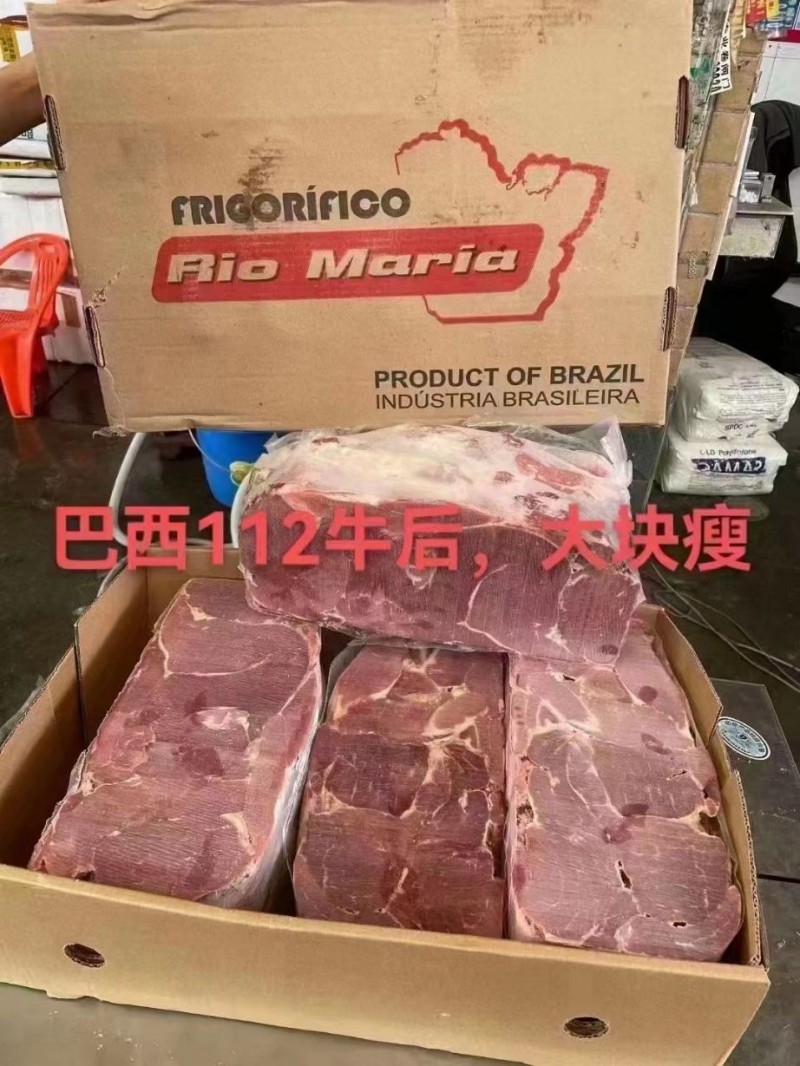 FRIGORÍFICO
Rio Maria
PRODUCT OF BRAZIL
INDÚSTRIA BRASILEIRA
巴西112牛后，大块瘦